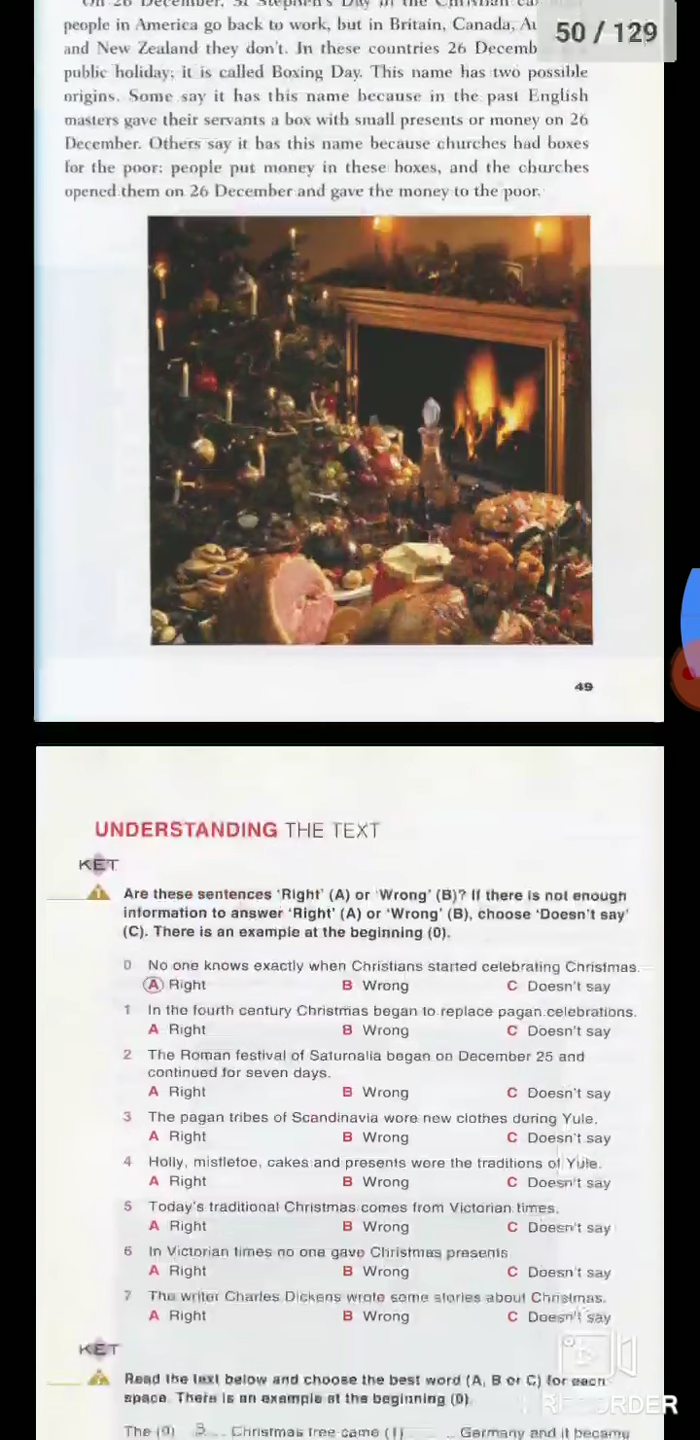 On 26 December, St Stephen's Day in the Christian
people in America go back to work, but in Britain, Canada,
and New Zealand they don't. In these countries 26
public holiday; it is called Boxing Day. This name has two possible
origins. Some say it has this name because in the past English
masters gave their servants a box with small presents or money on 26
December. Others say it has this name because churches had boxes
for the poor: people put money in these boxes, and the churches
opened them on 26 December and gave the money to the poor.
50 / 129
49
UNDERSTANDING THE TEXT
KET
1 Are these sentences 'Right' (A) or 'Wrong' (B)? If there is not enough
information to answer 'Right' (A) or 'Wrong' (B), choose 'Doesn't say'
(C). There is an example at the beginning (0).
0 No one knows exactly when Christians started celebrating Christmas.
A Right B Wrong C Doesn't say
1 In the fourth century Christmas began to replace pagan celebrations.
A Right B Wrong C Doesn't say
2 The Roman festival of Saturnalia began on December 25 and
continued for seven days.
A Right B Wrong C Doesn't say
3 The pagan tribes of Scandinavia wore new clothes during Yule.
A Right B Wrong C Doesn't say
4 Holly, mistletoe, cakes and presents were the traditions of Yule.
A Right B Wrong C Doesn't say
5 Today's traditional Christmas comes from Victorian times.
A Right B Wrong C Doesn't say
6 In Victorian times no one gave Christmas presents
A Right B Wrong C Doesn't say
7 The writer Charles Dickens wrote some stories about Christmas.
A Right B Wrong C Doesn't say
KET
Read the text below and choose the best word (A, B or C) for each
space. There is an example at the beginning (0)
RECORDER
The (0) B Christmas tree came (1) Germany and it became